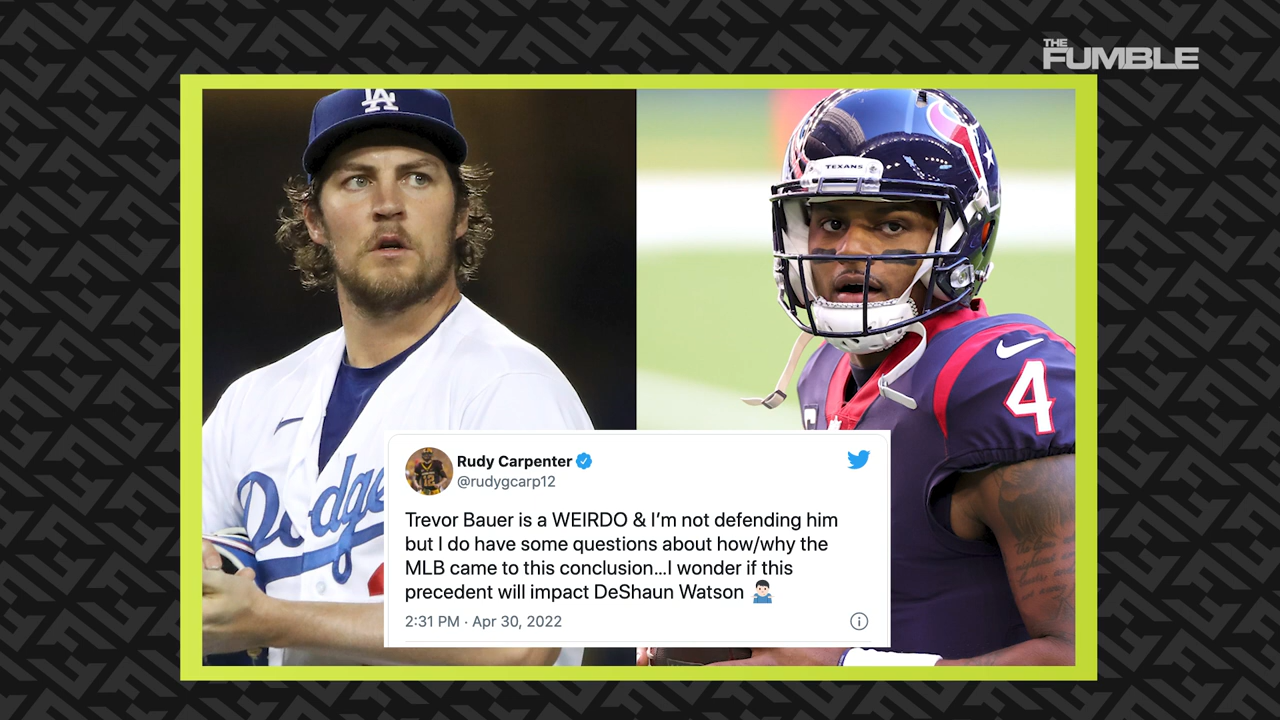 THE
FUMBLE
LA
TEXANS
4
Dodge
Rudy Carpenter
@rudygcarp12
Trevor Bauer is a WEIRDO & I’m not defending him
but I do have some questions about how/why the
MLB came to this conclusion...I wonder if this
precedent will impact DeShaun Watson 🤷🏻‍♂️
2:31 PM · Apr 30, 2022